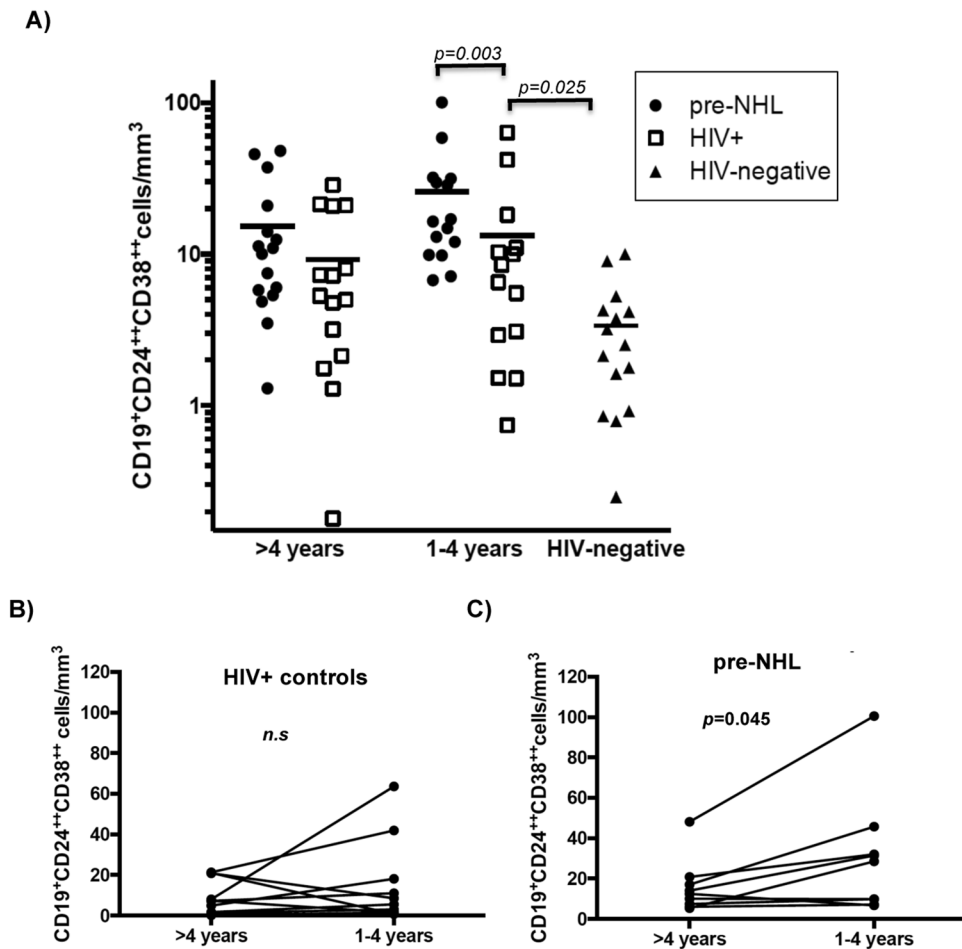 A)
p=0.003
p=0.025
pre-NHL
HIV+
HIV-negative
CD19⁺CD24⁺⁺CD38⁺⁺cells/mm³
100
10
1
>4 years 1-4 years HIV-negative
B)
HIV+ controls
n.s
CD19⁺CD24⁺⁺CD38⁺⁺ cells/mm³
120
100
80
60
40
20
0
>4 years 1-4 years
C)
pre-NHL
p=0.045
CD19⁺CD24⁺⁺CD38⁺⁺cells/mm³
120
100
80
60
40
20
0
>4 years 1-4 years